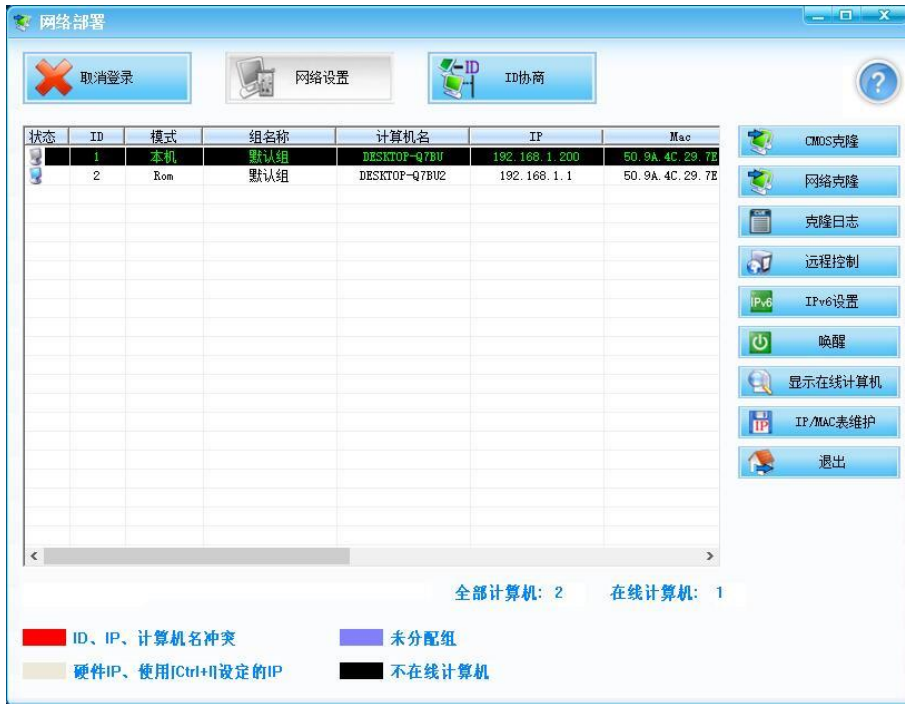 网络部署
取消登录 网络设置 ID协商
状态 ID 模式 组名称 计算机名 IP Mac
1 本机 默认组 DESKTOP-Q7BU 192.168.1.200 50.9A.4C.29.7E
2 Rom 默认组 DESKTOP-Q7BU2 192.168.1.1 50.9A.4C.29.7E
CMOS克隆
网络克隆
克隆日志
远程控制
IPv6 IPv6设置
唤醒
显示在线计算机
IP IP/MAC表维护
退出
全部计算机: 2 在线计算机: 1
ID、IP、计算机名冲突 未分配组
硬件IP、使用[Ctrl+I]设定的IP 不在线计算机